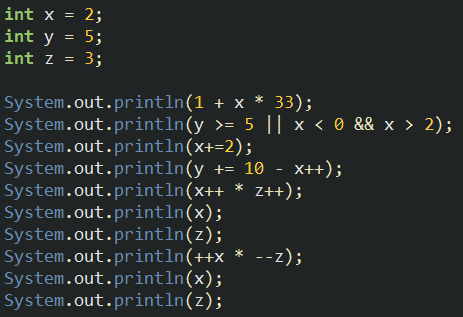 int x = 2;
int y = 5;
int z = 3;
System.out.println(1 + x * 33);
System.out.println(y >= 5 || x < 0 && x > 2);
System.out.println(x+=2);
System.out.println(y += 10 - x++);
System.out.println(x++ * z++);
System.out.println(x);
System.out.println(z);
System.out.println(++x * --z);
System.out.println(x);
System.out.println(z);